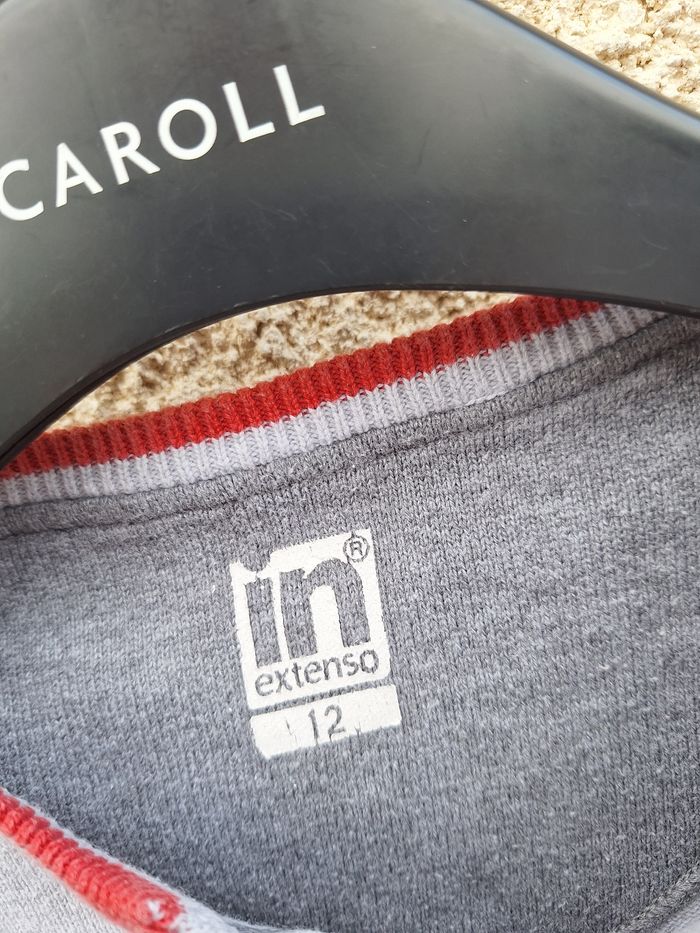 CAROLL
in®
extenso
12